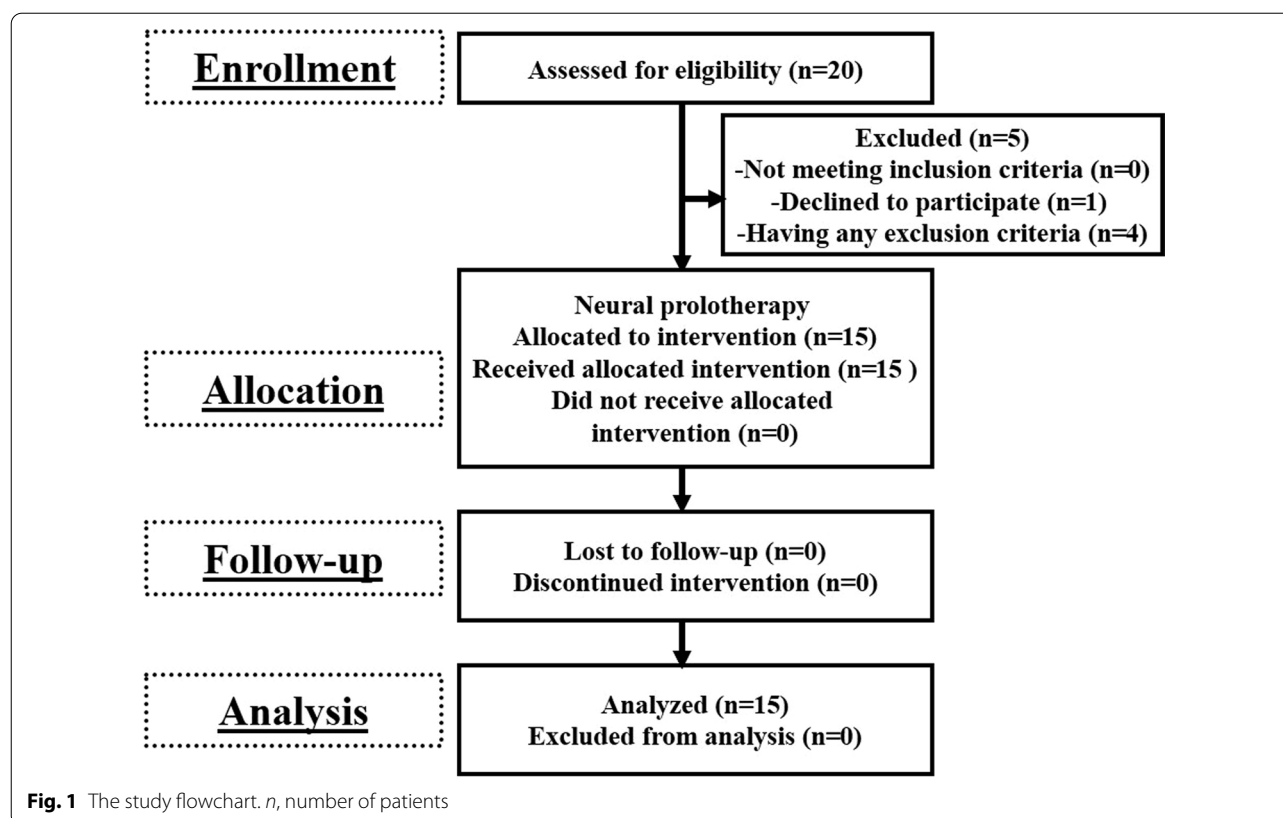 Enrollment
Assessed for eligibility (n=20)
Excluded (n=5)
-Not meeting inclusion criteria (n=0)
-Declined to participate (n=1)
-Having any exclusion criteria (n=4)
Allocation
Neural prolotherapy
Allocated to intervention (n=15)
Received allocated intervention (n=15 )
Did not receive allocated
intervention (n=0)
Follow-up
Lost to follow-up (n=0)
Discontinued intervention (n=0)
Analysis
Analyzed (n=15)
Excluded from analysis (n=0)
Fig. 1 The study flowchart. n, number of patients